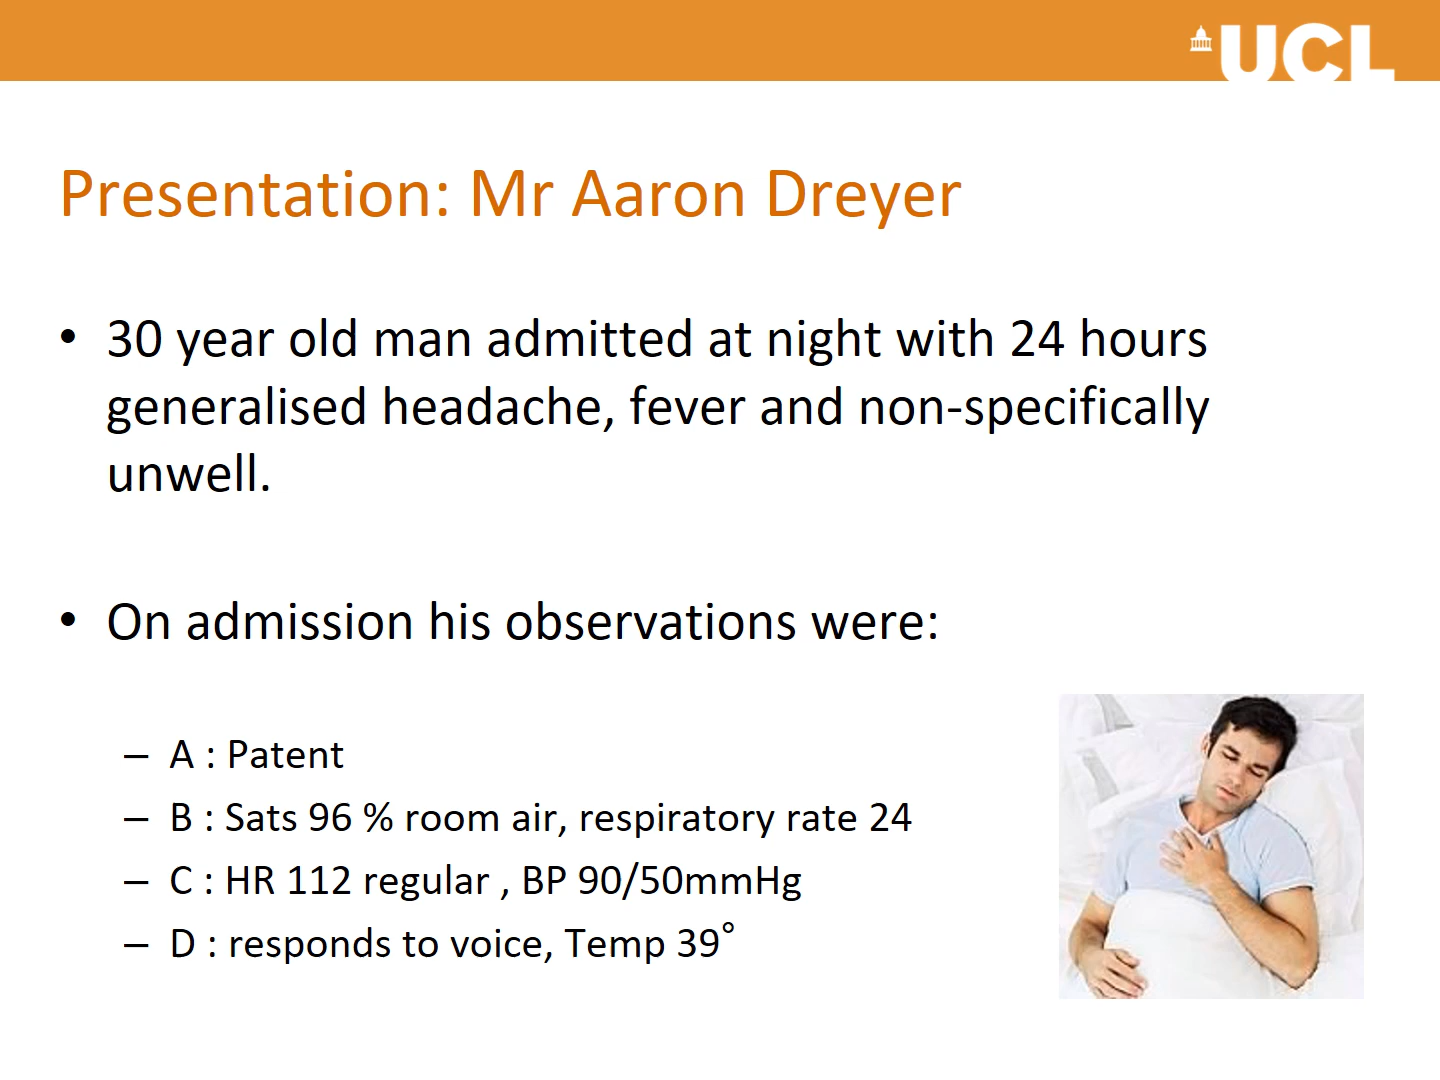 UCL
Presentation: Mr Aaron Dreyer
• 30 year old man admitted at night with 24 hours
generalised headache, fever and non-specifically
unwell.
• On admission his observations were:
– A : Patent
– B : Sats 96 % room air, respiratory rate 24
– C : HR 112 regular , BP 90/50mmHg
– D : responds to voice, Temp 39°